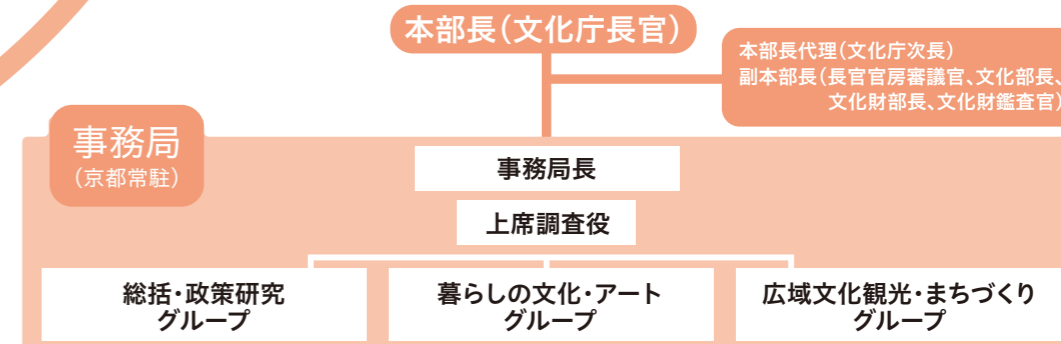 本部長(文化庁長官)
本部長代理(文化庁次長)
副本部長(長官官房審議官、文化部長、
文化財部長、文化財鑑査官)
事務局
(京都常駐)
事務局長
上席調査役
総括・政策研究
グループ
暮らしの文化・アート
グループ
広域文化観光・まちづくり
グループ